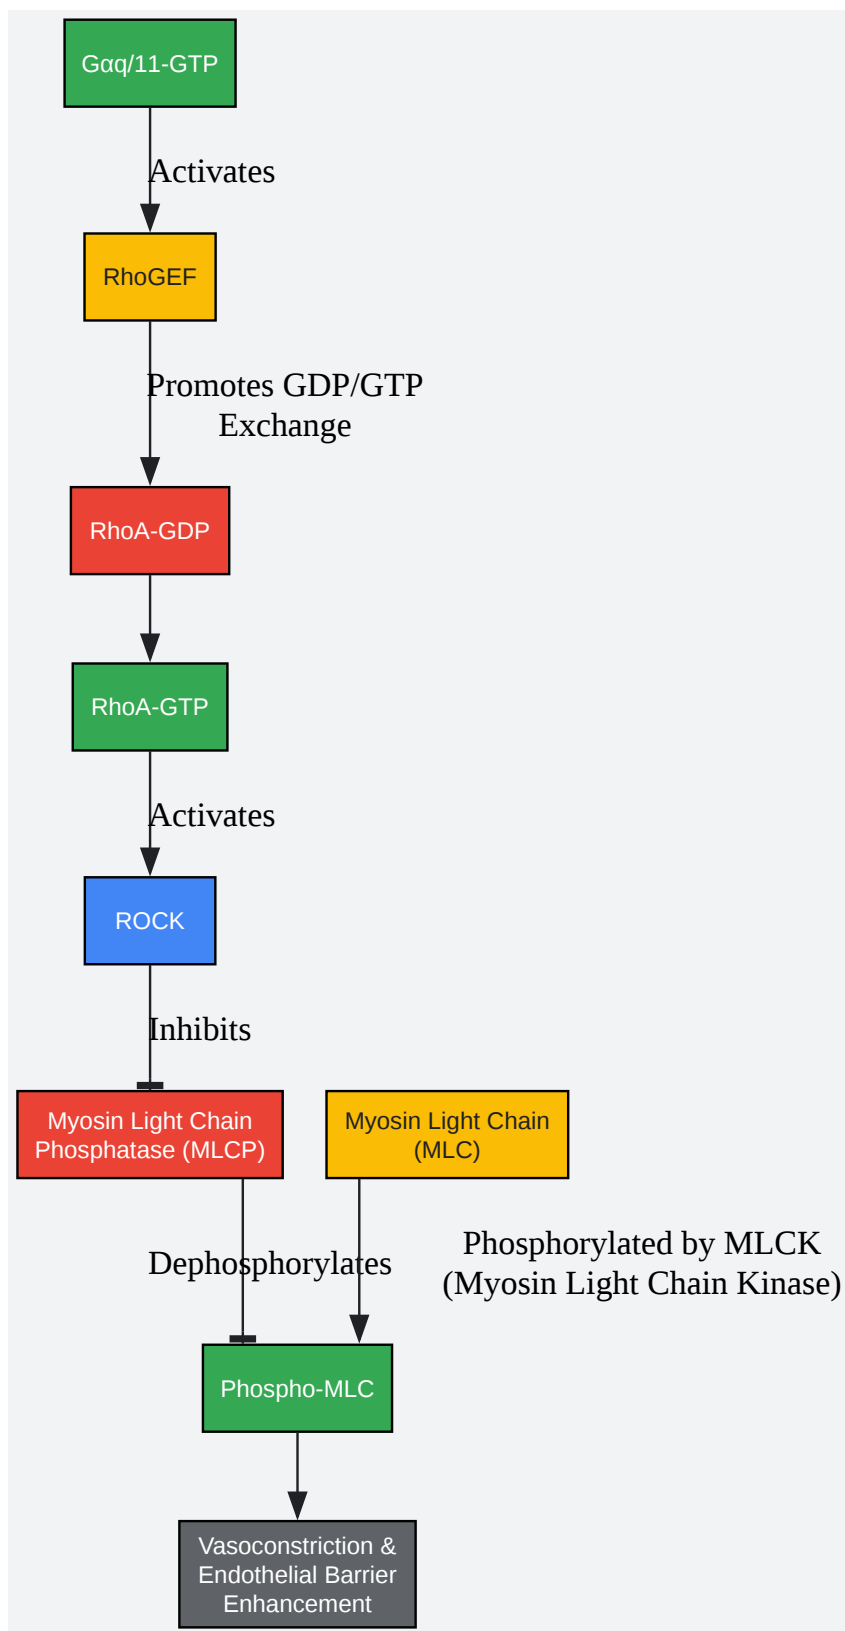 Gαq/11-GTP
Activates
RhoGEF
Promotes GDP/GTP
Exchange
RhoA-GDP
RhoA-GTP
Activates
ROCK
Inhibits
Myosin Light Chain
Phosphatase (MLCP)
Myosin Light Chain
(MLC)
Dephosphorylates
Phosphorylated by MLCK
(Myosin Light Chain Kinase)
Phospho-MLC
Vasoconstriction &
Endothelial Barrier
Enhancement